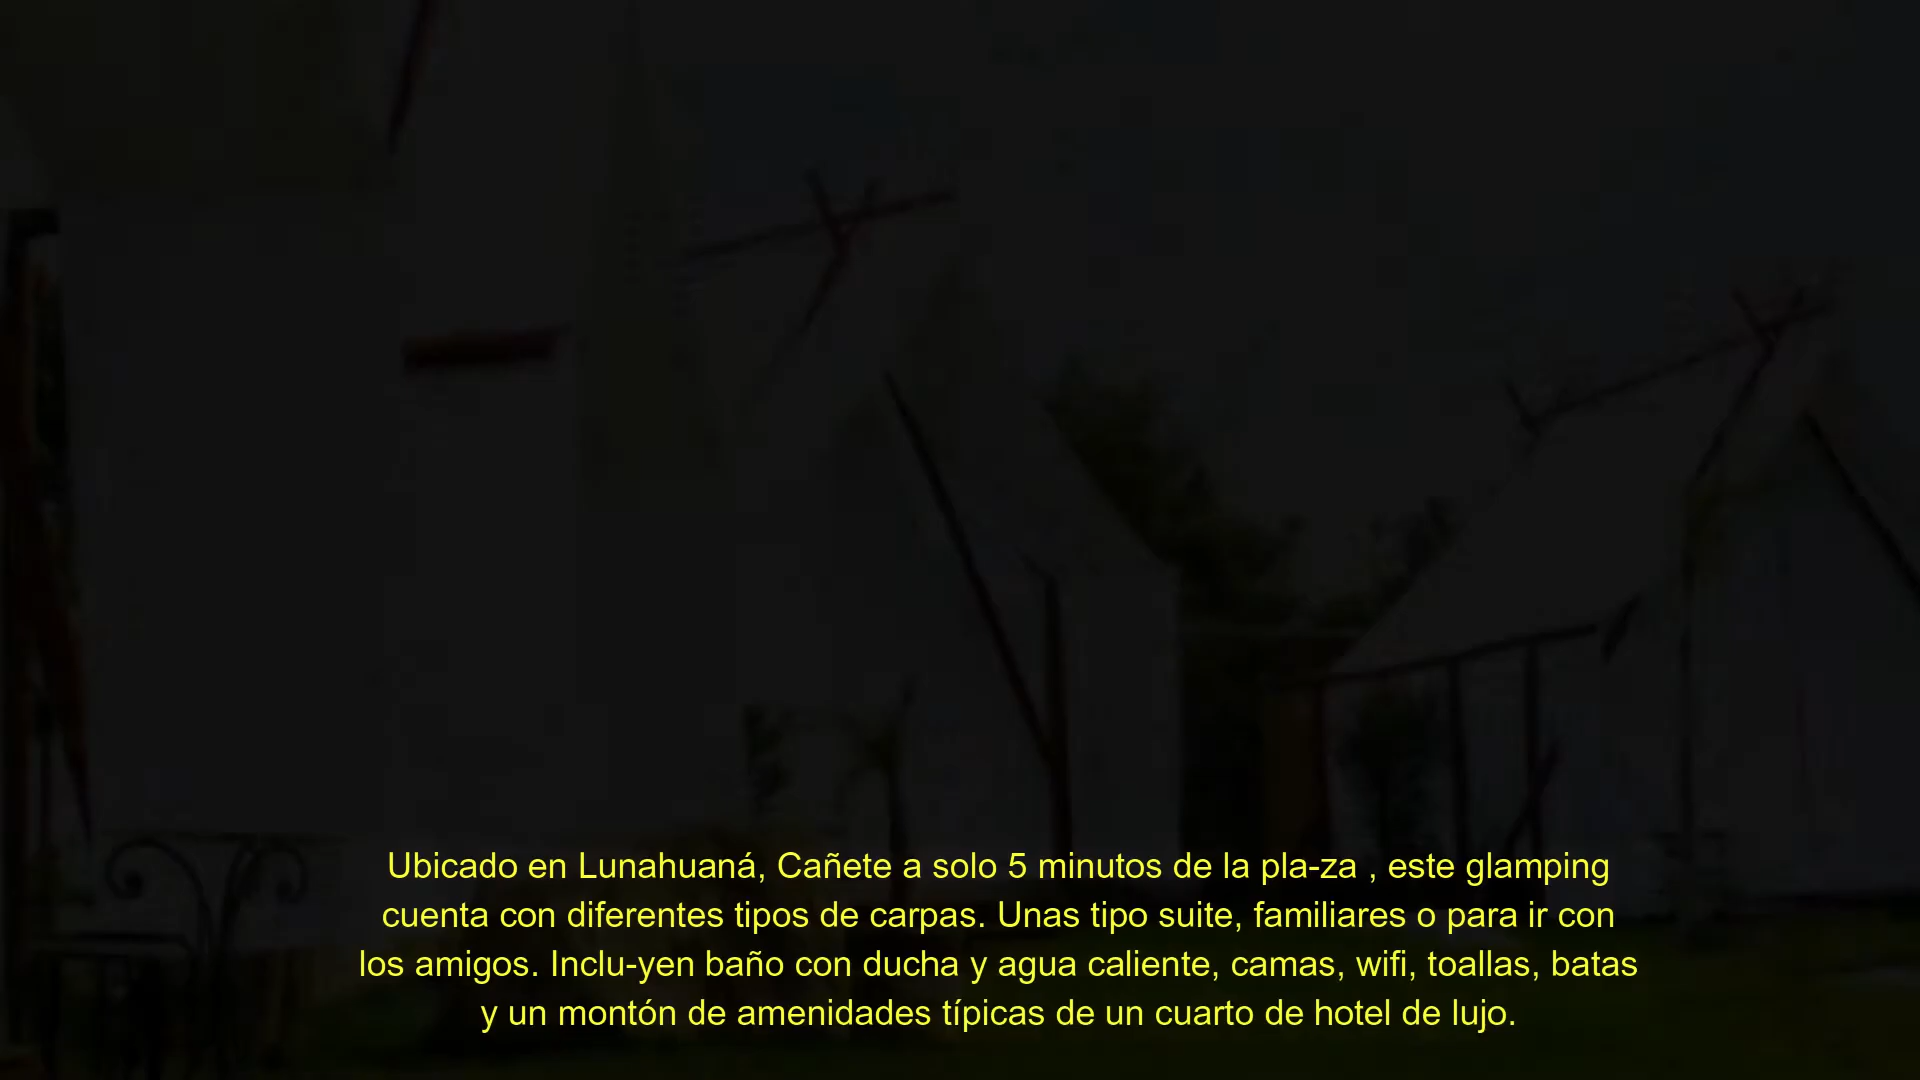 Ubicado en Lunahuaná, Cañete a solo 5 minutos de la pla-za , este glamping
cuenta con diferentes tipos de carpas. Unas tipo suite, familiares o para ir con
los amigos. Inclu-yen baño con ducha y agua caliente, camas, wifi, toallas, batas
y un montón de amenidades típicas de un cuarto de hotel de lujo.